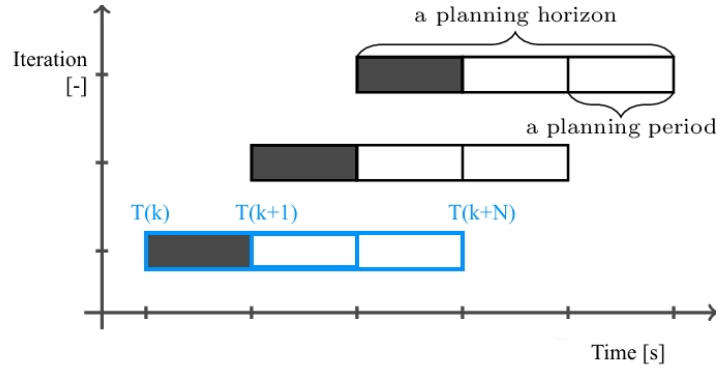 a planning horizon
Iteration
[-]
a planning period
T(k)
T(k+1)
T(k+N)
Time [s]